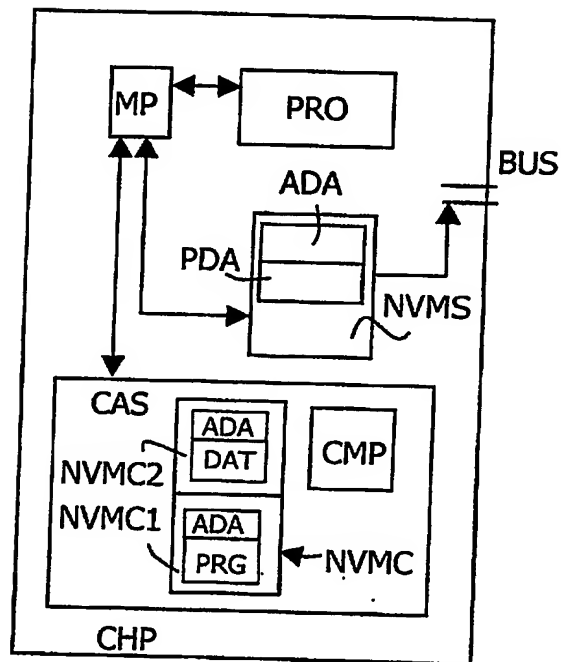 MP
PRO
BUS
ADA
PDA
NVMS
CAS
ADA
DAT
CMP
NVMC2
NVMC1
ADA
PRG
NVMC
CHP